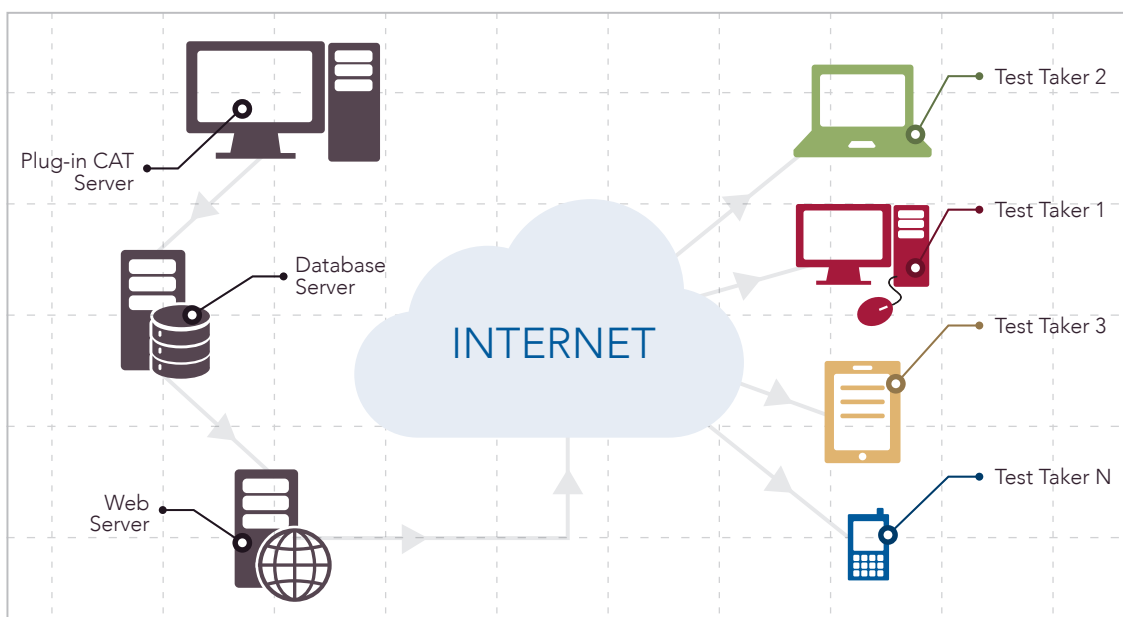 Test Taker 2
Plug-in CAT
Server
Test Taker 1
Database
Server
INTERNET
Test Taker 3
Web
Server
Test Taker N